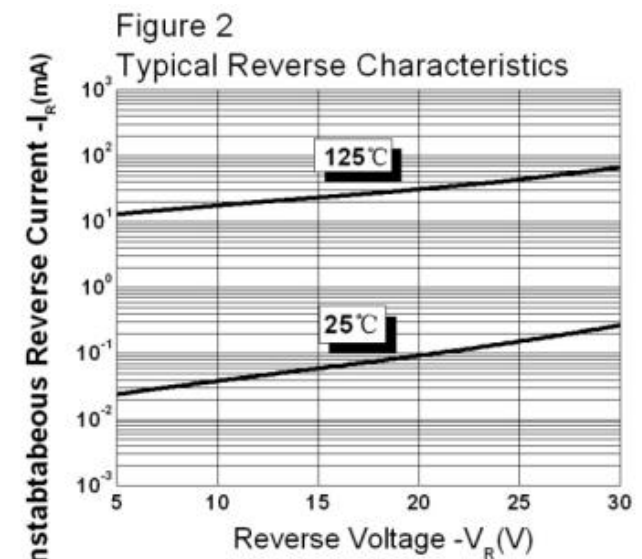 Figure 2
Typical Reverse Characteristics
nstabtabeous Reverse Current -I_R(mA)
10³
10²
10¹
10⁰
10⁻¹
10⁻²
10⁻³
125℃
25℃
5 10 15 20 25 30
Reverse Voltage -V_R(V)